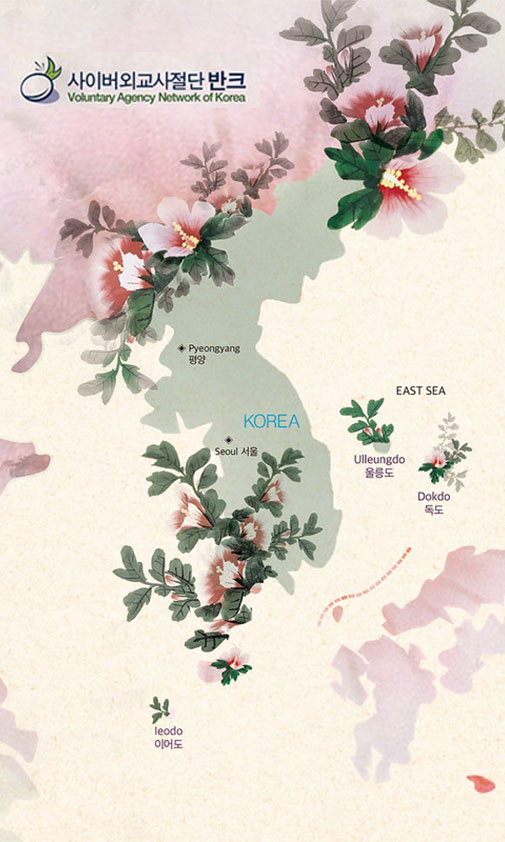 사이버외교사절단 반크
Voluntary Agency Network of Korea
Pyeongyang
평양
EAST SEA
KOREA
Seoul 서울
Ulleungdo
울릉도
Dokdo
독도
Ieodo
이어도